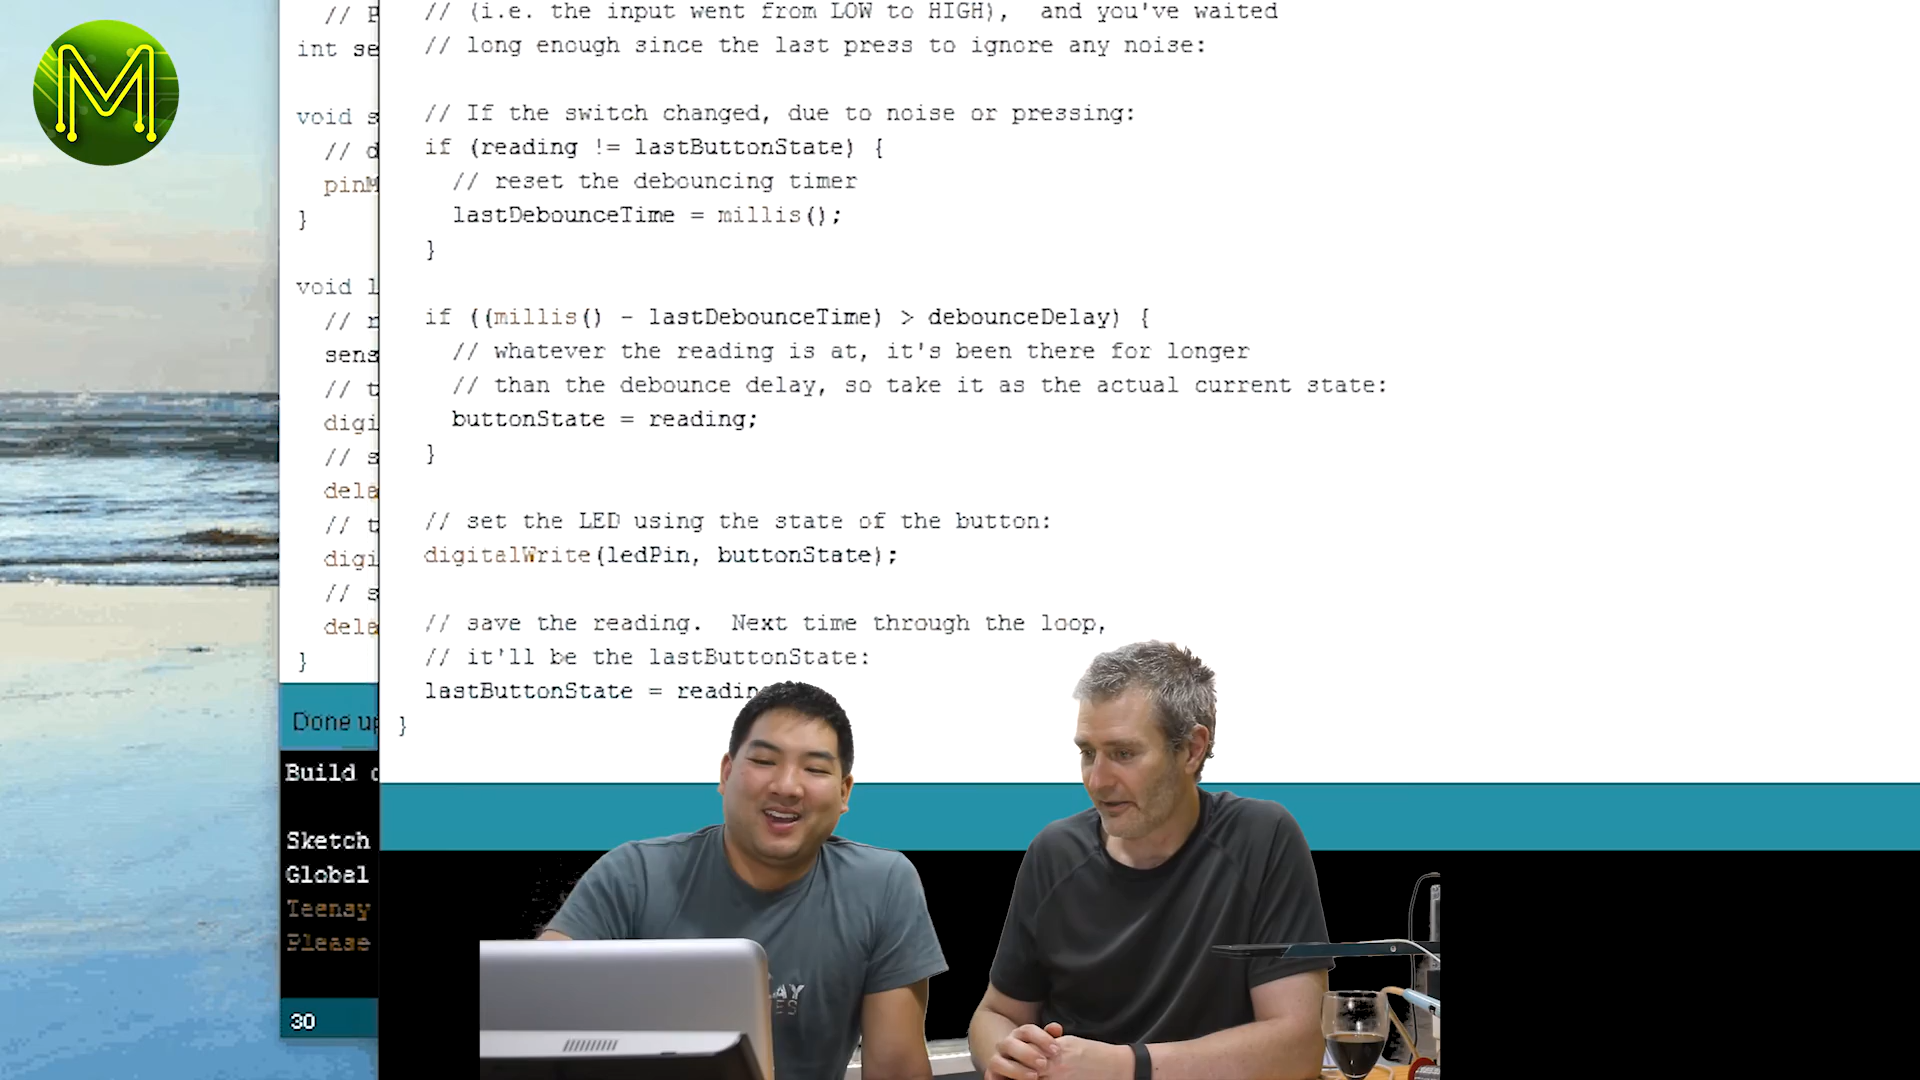 M
// P
int se
void s
// d
pinM
}
void l
// r
sens
// t
digi
// s
dela
// t
digi
// s
dela
}
Done up
Build o
Sketch
Global
Teensy
Please
30
// (i.e. the input went from LOW to HIGH),  and you've waited
// long enough since the last press to ignore any noise:
// If the switch changed, due to noise or pressing:
if (reading != lastButtonState) {
// reset the debouncing timer
lastDebounceTime = millis();
}
if ((millis() - lastDebounceTime) > debounceDelay) {
// whatever the reading is at, it's been there for longer
// than the debounce delay, so take it as the actual current state:
buttonState = reading;
}
// set the LED using the state of the button:
digitalWrite(ledPin, buttonState);
// save the reading.  Next time through the loop,
// it'll be the lastButtonState:
lastButtonState = reading
}